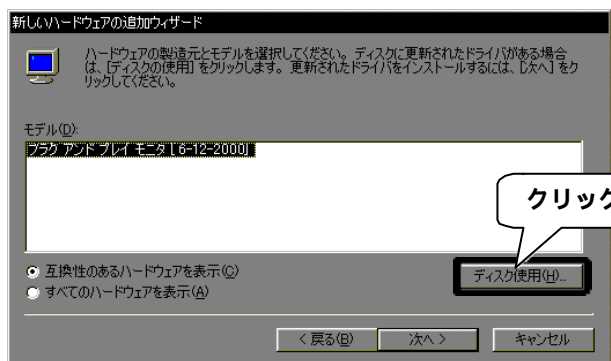 新しいハードウェアの追加ウィザード
ハードウェアの製造元とモデルを選択してください。ディスクに更新されたドライバがある場合
は、[ディスクの使用] をクリックします。更新されたドライバをインストールするには、[次へ] をク
リックしてください。
モデル(D):
プラグ アンド プレイ モニタ [6-12-2000]
クリック
互換性のあるハードウェアを表示(C)
ディスク使用(H)...
すべてのハードウェアを表示(A)
< 戻る(B)
次へ >
キャンセル